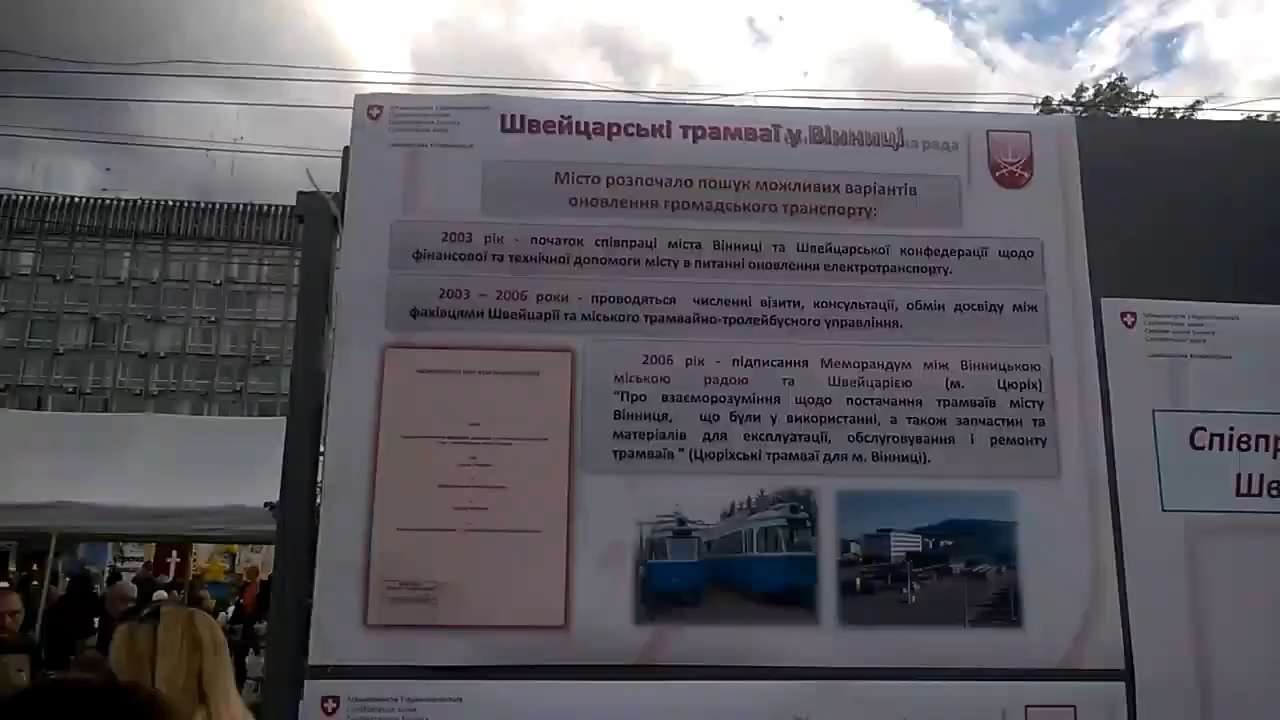 Швейцарські трамваї у Вінниці
рада
Місто розпочало пошук можливих варіантів
оновлення громадського транспорту:
2003 рік - початок співпраці міста Вінниці та Швейцарської конфедерації щодо
фінансової та технічної допомоги місту в питанні оновлення електротранспорту.
2003 – 2006 роки - проводяться численні візити, консультації, обмін досвіду між
фахівцями Швейцарії та міського трамвайно-тролейбусного управління.
2006 рік - підписання Меморандум між Вінницькою
міською радою та Швейцарією (м. Цюріх)
“Про взаєморозуміння щодо постачання трамваїв місту
Вінниця, що були у використанні, а також запчастин та
матеріалів для експлуатації, обслуговування і ремонту
трамваїв ” (Цюріхські трамваї для м. Вінниці).
Співпр
Шв